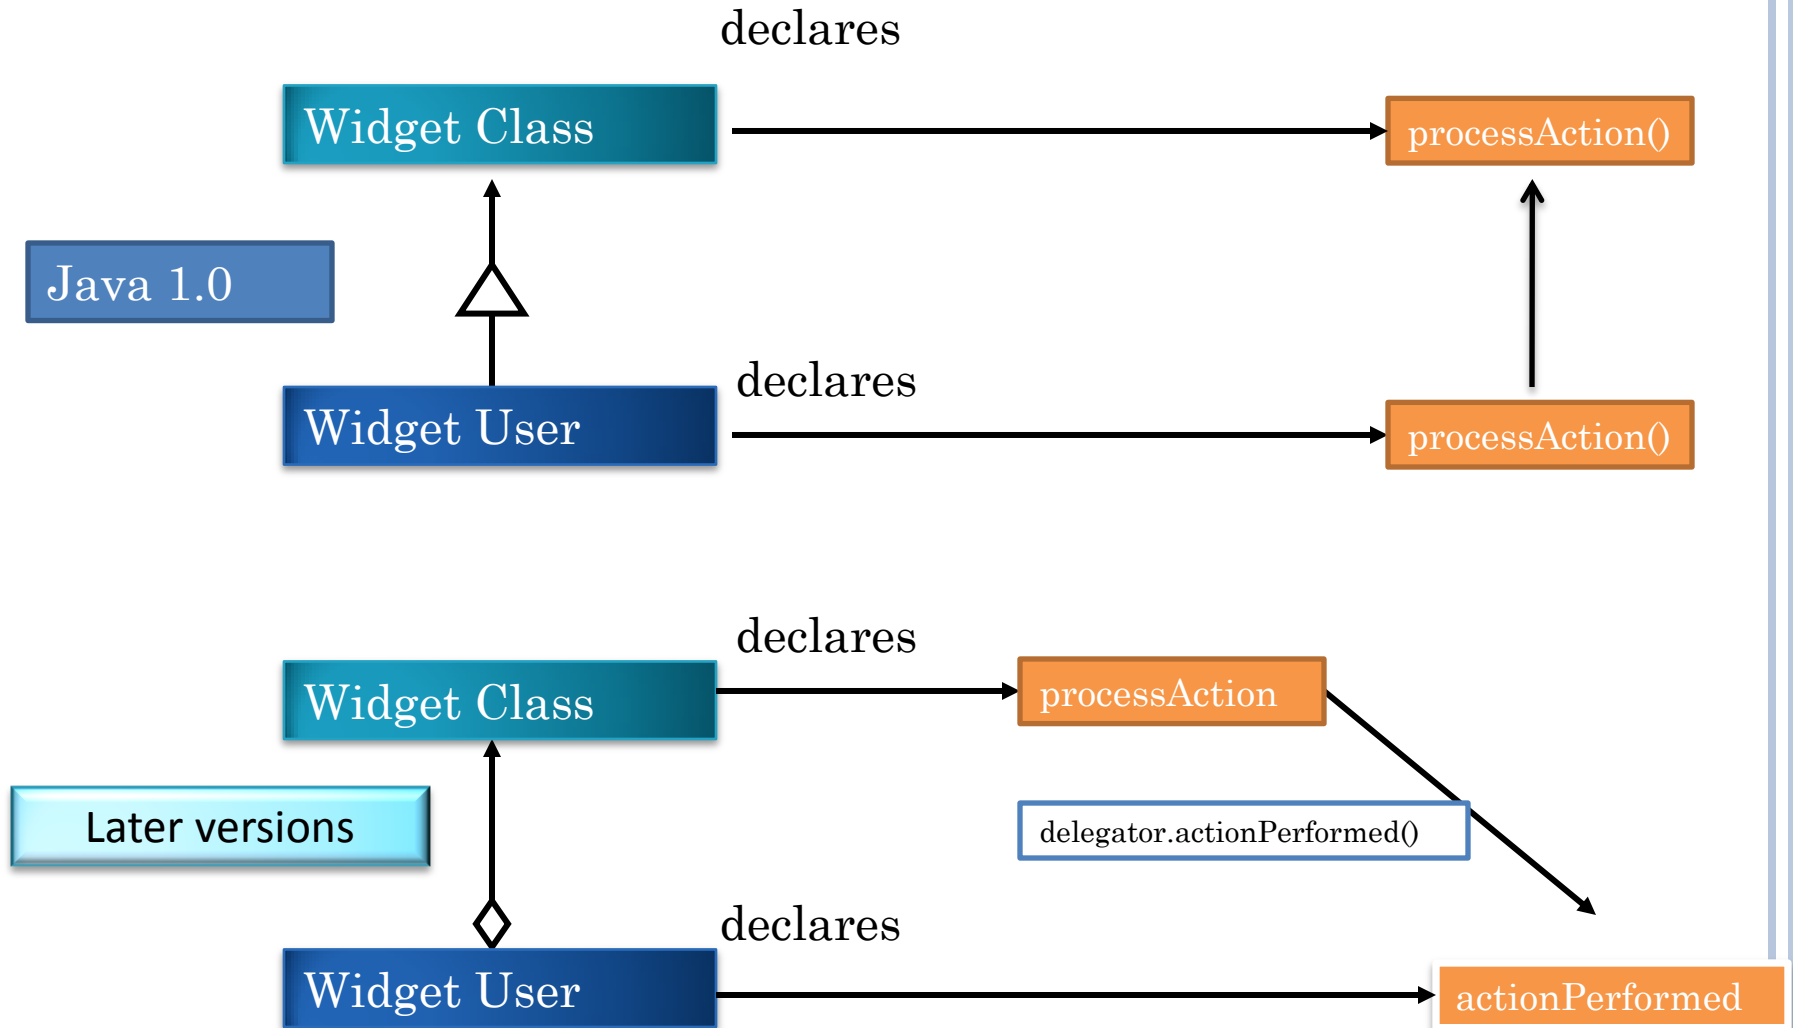 declares
Widget Class
processAction()
Java 1.0
declares
Widget User
processAction()
declares
Widget Class
processAction
Later versions
delegator.actionPerformed()
declares
Widget User
actionPerformed